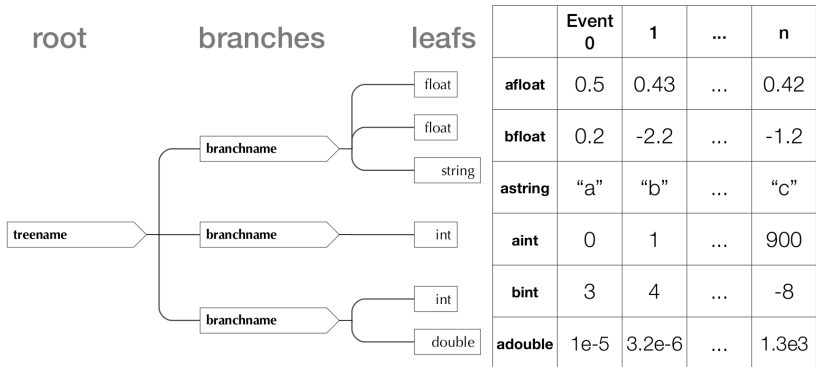 root branches leafs
float
float
branchname
string
treename
branchname
int
int
branchname
double
Event 0 1 ... n
afloat 0.5 0.43 ... 0.42
bfloat 0.2 -2.2 ... -1.2
astring “a” “b” ... “c”
aint 0 1 ... 900
bint 3 4 ... -8
adouble 1e-5 3.2e-6 ... 1.3e3